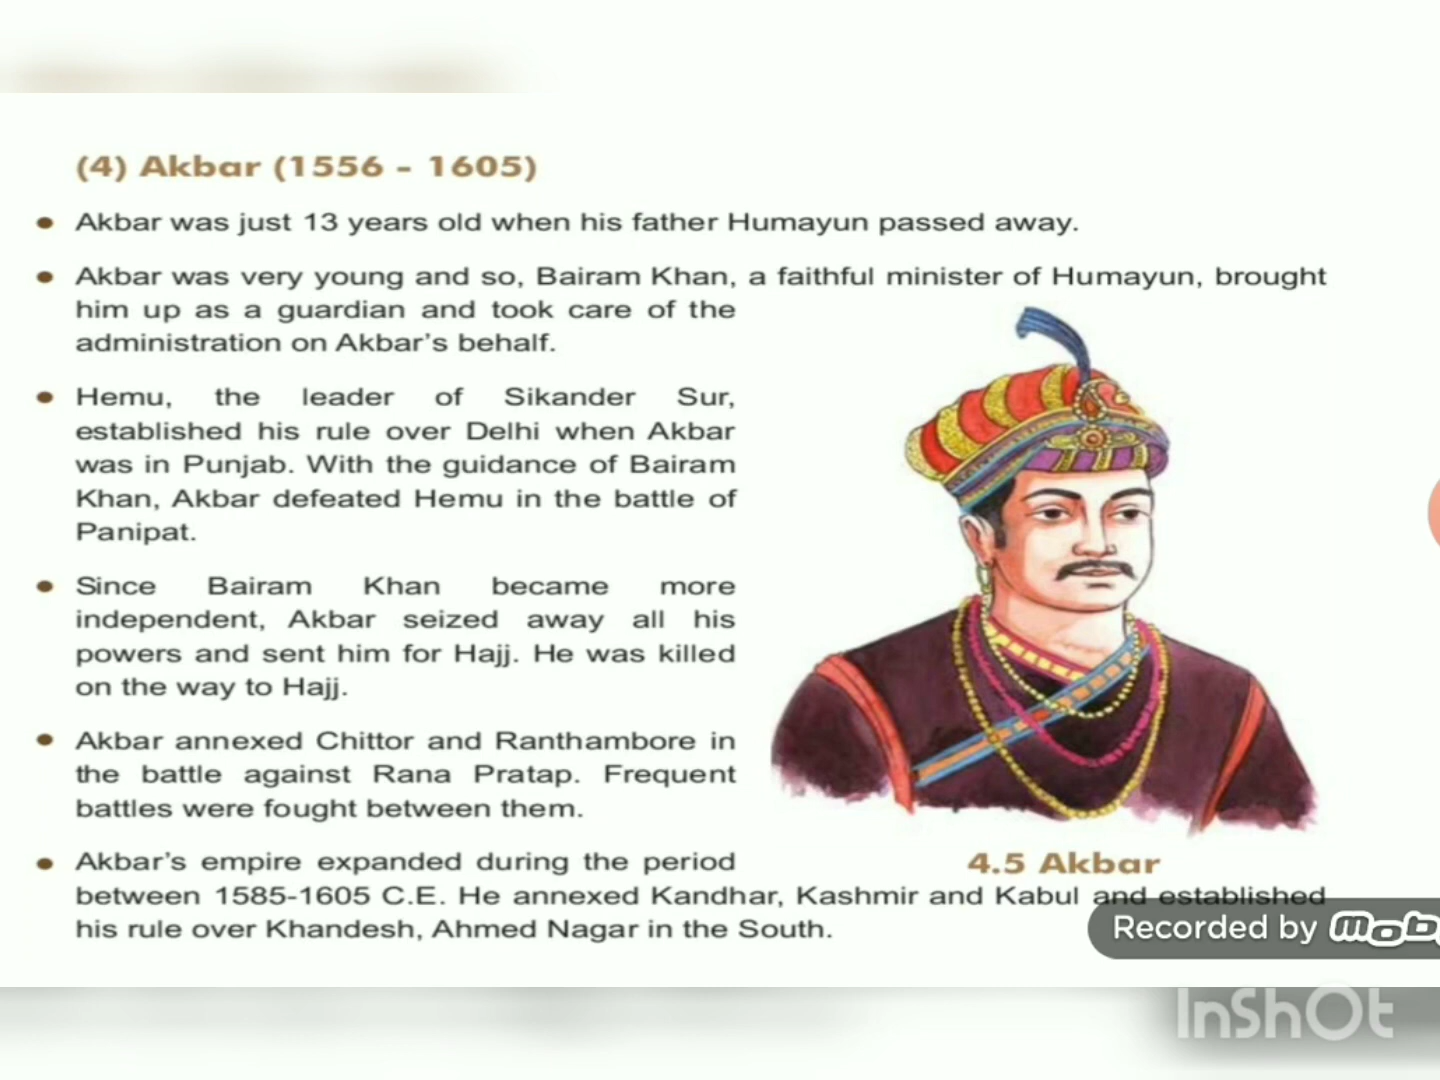 (4) Akbar (1556 - 1605)
• Akbar was just 13 years old when his father Humayun passed away.
• Akbar was very young and so, Bairam Khan, a faithful minister of Humayun, brought
him up as a guardian and took care of the
administration on Akbar's behalf.
• Hemu, the leader of Sikander Sur,
established his rule over Delhi when Akbar
was in Punjab. With the guidance of Bairam
Khan, Akbar defeated Hemu in the battle of
Panipat.
• Since Bairam Khan became more
independent, Akbar seized away all his
powers and sent him for Hajj. He was killed
on the way to Hajj.
• Akbar annexed Chittor and Ranthambore in
the battle against Rana Pratap. Frequent
battles were fought between them.
• Akbar's empire expanded during the period
between 1585-1605 C.E. He annexed Kandhar, Kashmir and Kabul and established
his rule over Khandesh, Ahmed Nagar in the South.
4.5 Akbar
Recorded by
InShOt